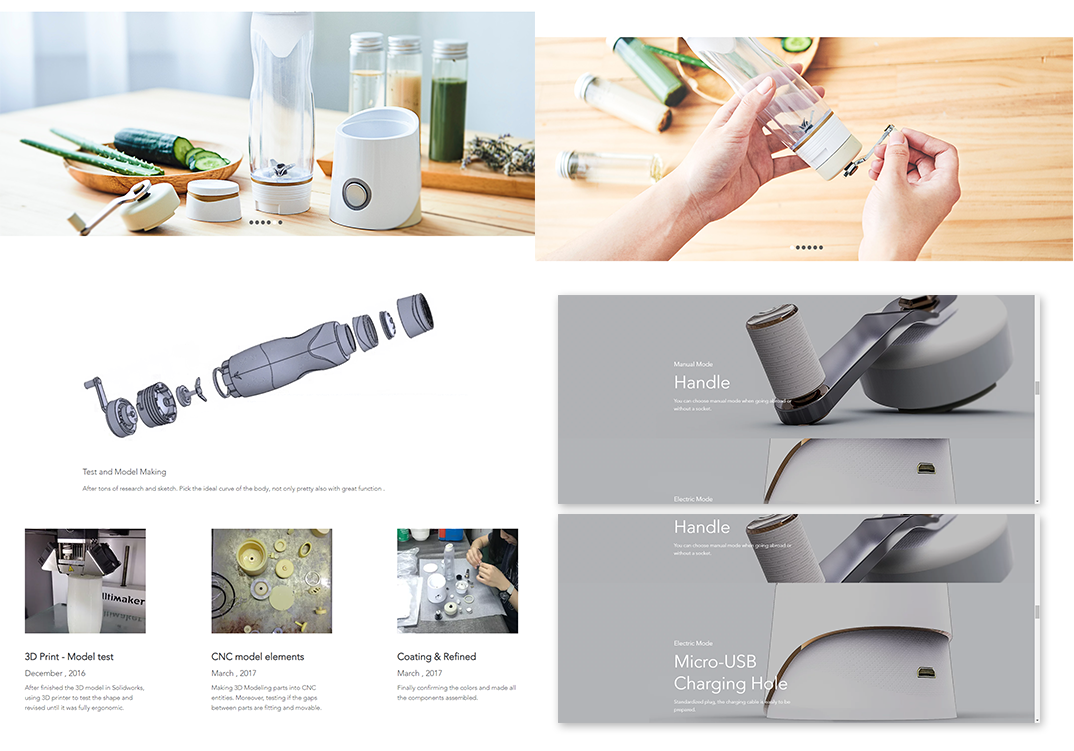 Manual Mode
Handle
You can choose manual mode when going abroad or
without a socket.
Electric Mode
Handle
You can choose manual mode when going abroad or
without a socket.
Electric Mode
Micro-USB
Charging Hole
Standardized plug, the charging cable is ready to be
prepared.
Test and Model Making
After tons of research and sketch. Pick the ideal curve of the body, not only pretty also with great function .
ltimaker
3D Print - Model test
December , 2016
After finished the 3D model in Solidworks,
using 3D printer to test the shape and
revised until it was fully ergonomic.
CNC model elements
March , 2017
Making 3D Modeling parts into CNC
entities. Moreover, testing if the gaps
between parts are fitting and movable.
Coating & Refined
March , 2017
Finally confirming the colors and made all
the components assembled.